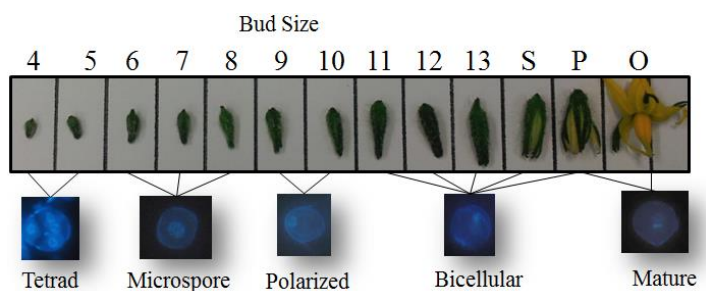 Bud Size
4 5 6 7 8 9 10 11 12 13 S P O
Tetrad Microspore Polarized Bicellular Mature